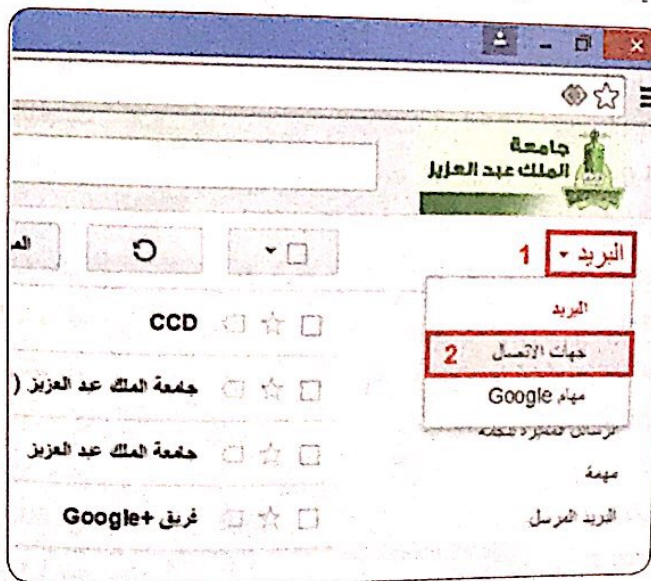 جامعة
الملك عبد العزيز
البريد 1
البريد
جهات الاتصال 2
مهام Google
مهمة
البريد المرسل
CCD
جامعة الملك عبد العزيز (
جامعة الملك عبد العزيز
فريق Google+